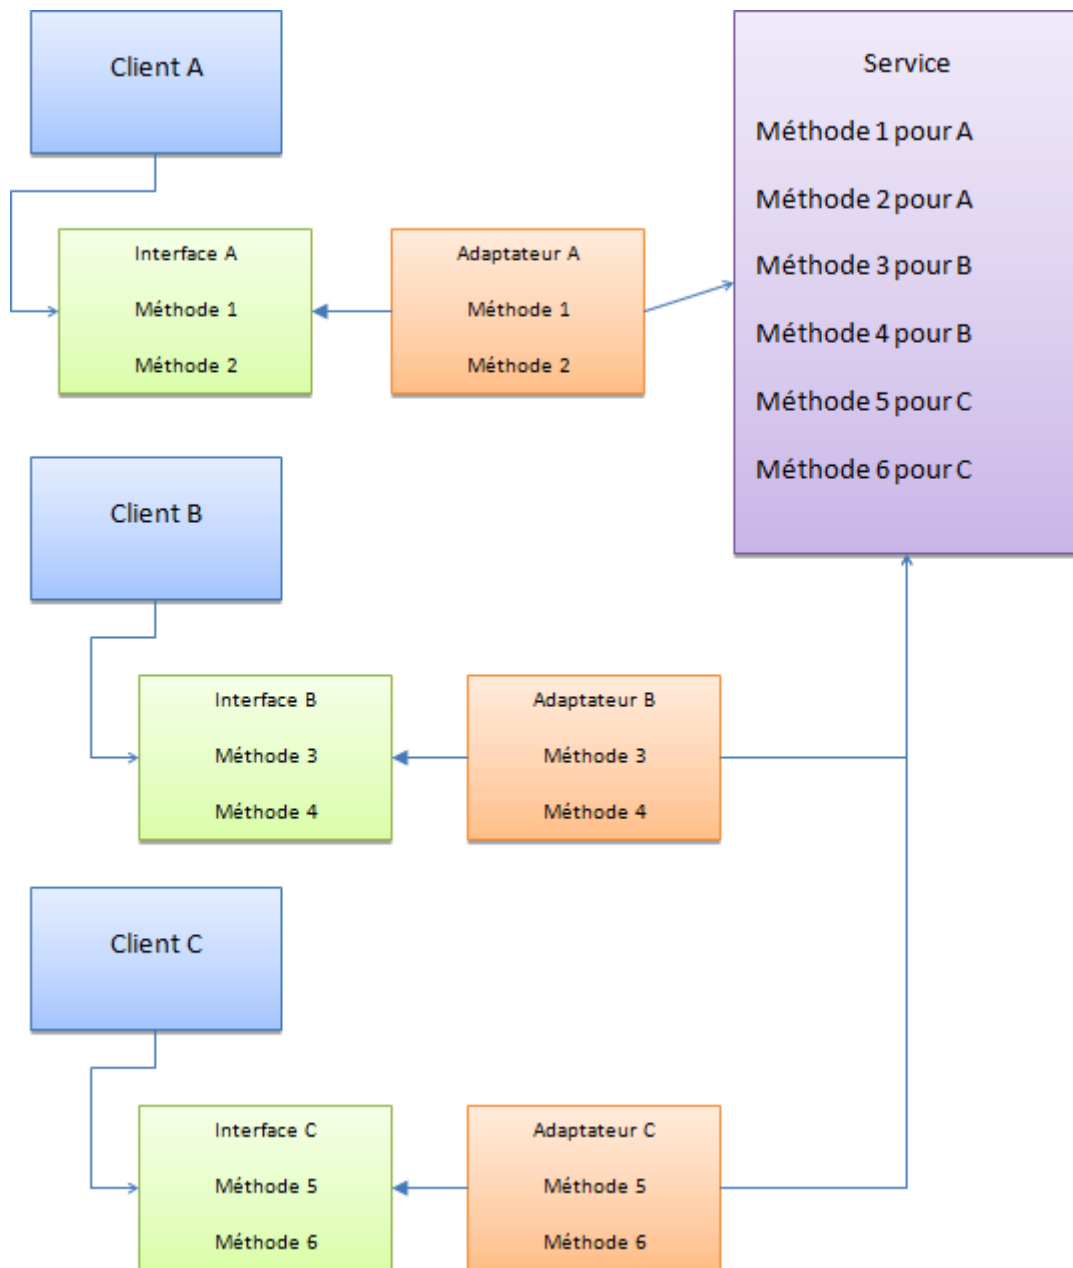 Client A
Service
Méthode 1 pour A
Méthode 2 pour A
Méthode 3 pour B
Méthode 4 pour B
Méthode 5 pour C
Méthode 6 pour C
Interface A
Méthode 1
Méthode 2
Adaptateur A
Méthode 1
Méthode 2
Client B
Interface B
Méthode 3
Méthode 4
Adaptateur B
Méthode 3
Méthode 4
Client C
Interface C
Méthode 5
Méthode 6
Adaptateur C
Méthode 5
Méthode 6